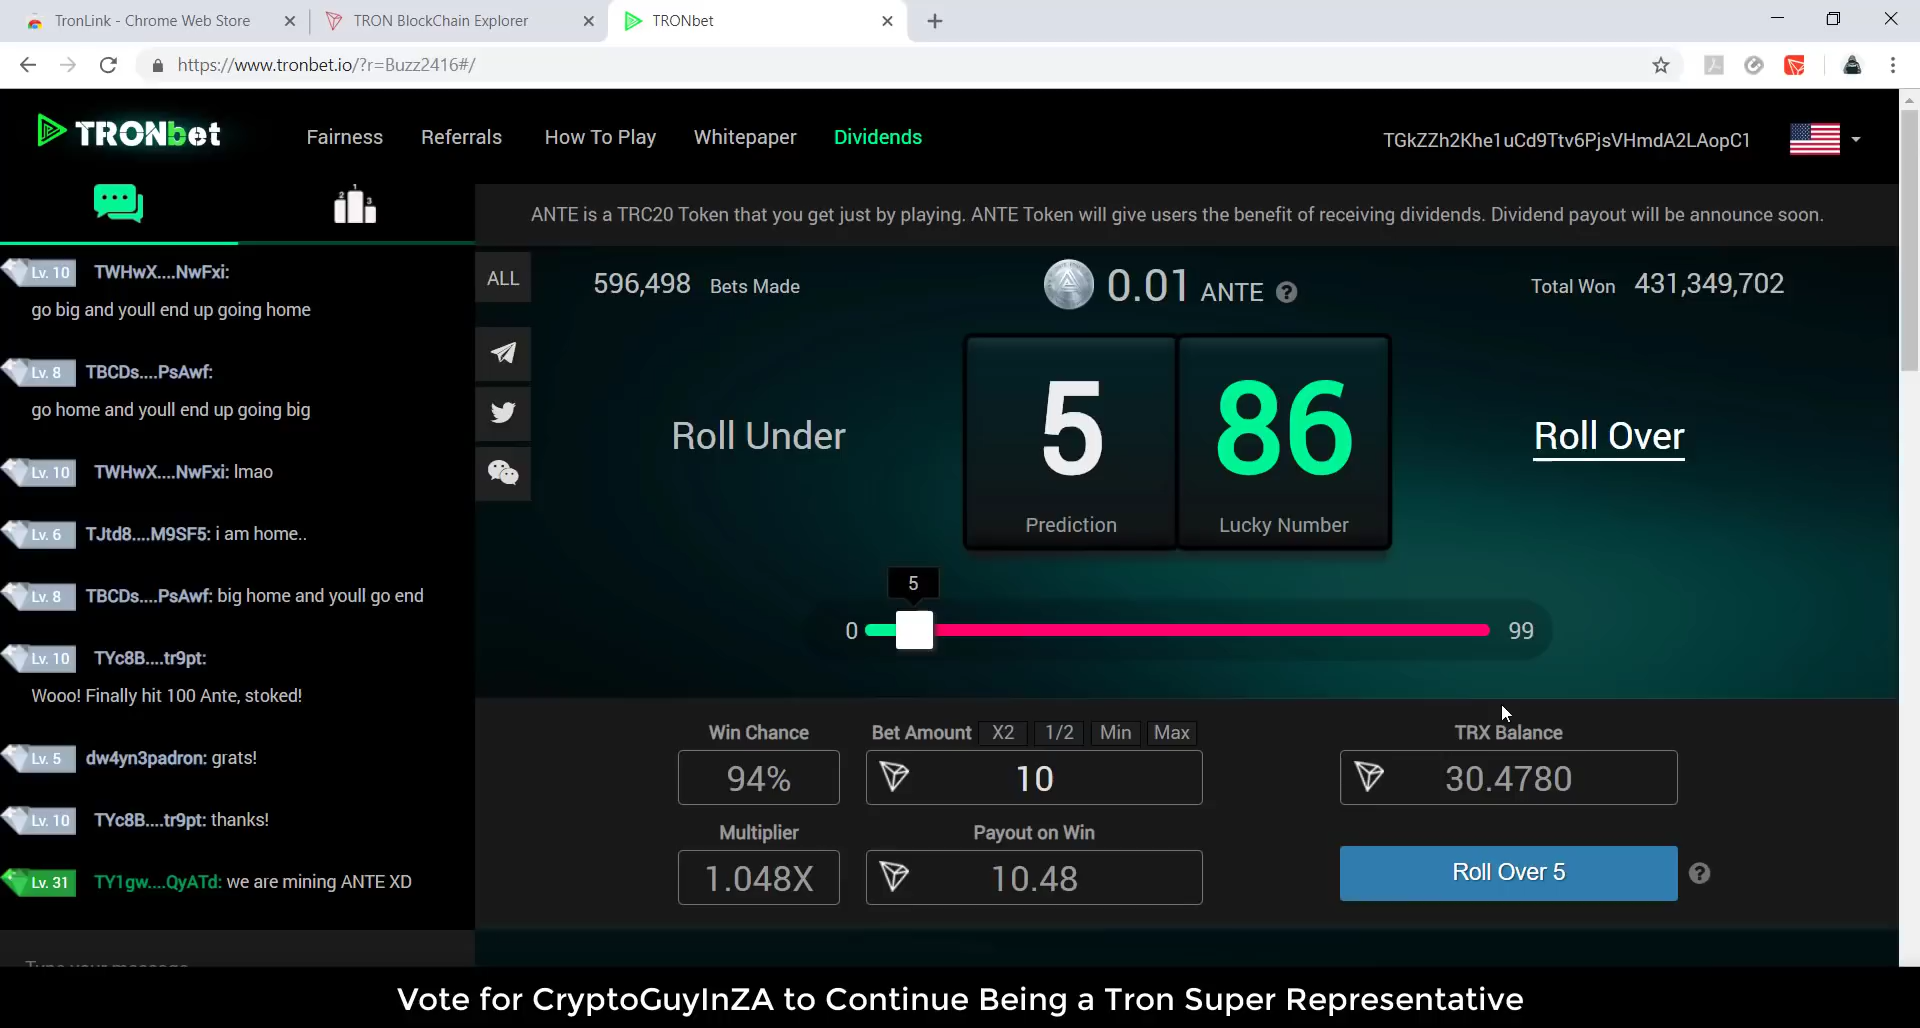 TronLink - Chrome Web Store
TRON BlockChain Explorer
TRONbet
https://www.tronbet.io/?r=Buzz2416#/
TRONbet
Fairness
Referrals
How To Play
Whitepaper
Dividends
TGkZZh2Khe1uCd9Ttv6PjsVHmdA2LAopC1
2 1 3
ANTE is a TRC20 Token that you get just by playing. ANTE Token will give users the benefit of receiving dividends. Dividend payout will be announce soon.
Lv. 10 TWHwX....NwFxi:
go big and youll end up going home
Lv. 8 TBCDs....PsAwf:
go home and youll end up going big
Lv. 10 TWHwX....NwFxi: lmao
Lv. 6 TJtd8....M9SF5: i am home..
Lv. 8 TBCDs....PsAwf: big home and youll go end
Lv. 10 TYc8B....tr9pt:
Wooo! Finally hit 100 Ante, stoked!
Lv. 5 dw4yn3padron: grats!
Lv. 10 TYc8B....tr9pt: thanks!
Lv. 31 TY1gw....QyATd: we are mining ANTE XD
Type your message
ALL
596,498 Bets Made
0.01 ANTE ?
Total Won 431,349,702
Roll Under
5
Prediction
86
Lucky Number
Roll Over
5
0
99
Win Chance
94%
Bet Amount X2 1/2 Min Max
10
TRX Balance
30.4780
Multiplier
1.048X
Payout on Win
10.48
Roll Over 5 ?
Vote for CryptoGuyInZA to Continue Being a Tron Super Representative